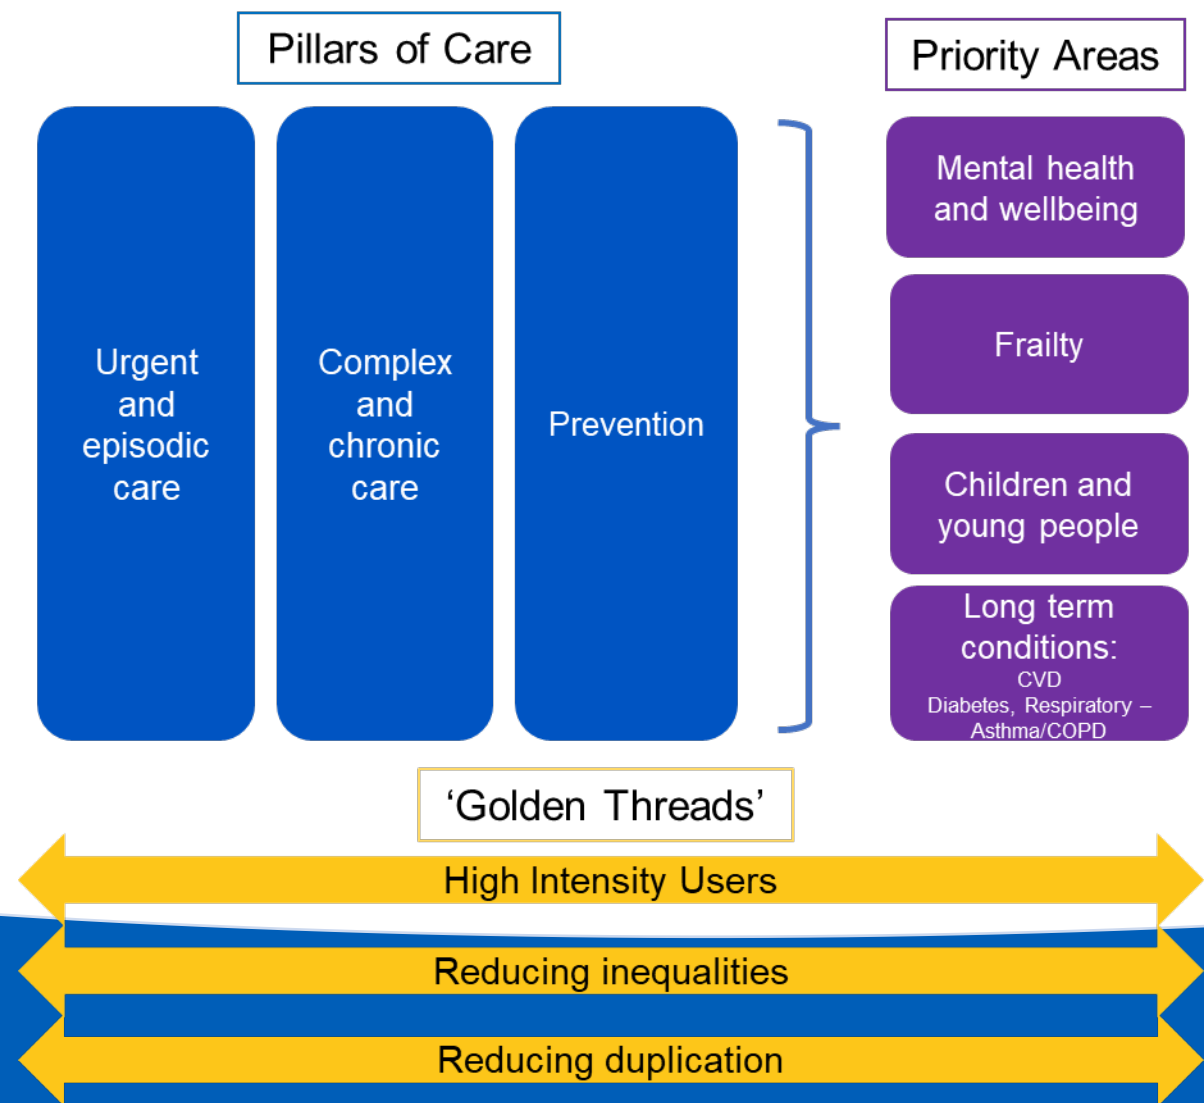 Pillars of Care
Urgent
and
episodic
care
Complex
and
chronic
care
Prevention
Priority Areas
Mental health
and wellbeing
Frailty
Children and
young people
Long term
conditions:
CVD
Diabetes, Respiratory –
Asthma/COPD
‘Golden Threads’
High Intensity Users
Reducing inequalities
Reducing duplication